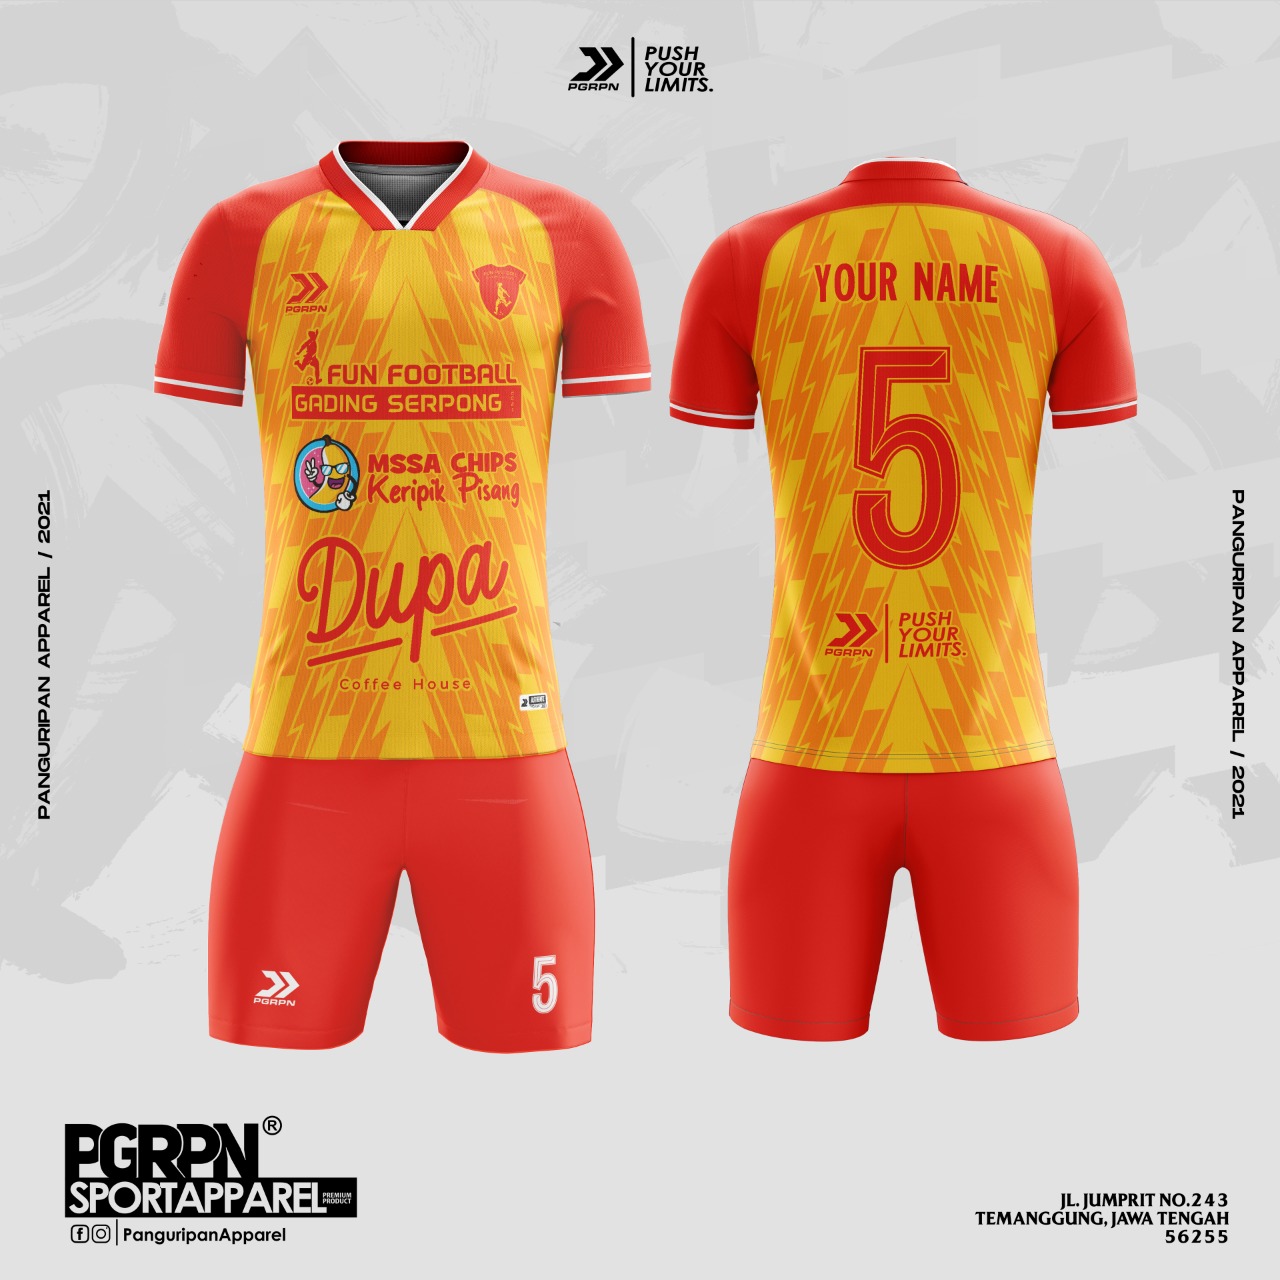 PGRPN
PUSH
YOUR
LIMITS.
PGRPN
FUN FOOTBALL
GADING SERPONG
MSSA CHIPS
Keripik Pisang
Dupa
Coffee House
PGRPN
5
YOUR NAME
5
PGRPN
PUSH
YOUR
LIMITS.
PANGURIPAN APPAREL / 2021
PANGURIPAN APPAREL / 2021
PGRPN®
SPORTAPPAREL PREMIUM PRODUCT
PanguripanApparel
JL. JUMPRIT NO.243
TEMANGGUNG, JAWA TENGAH
56255